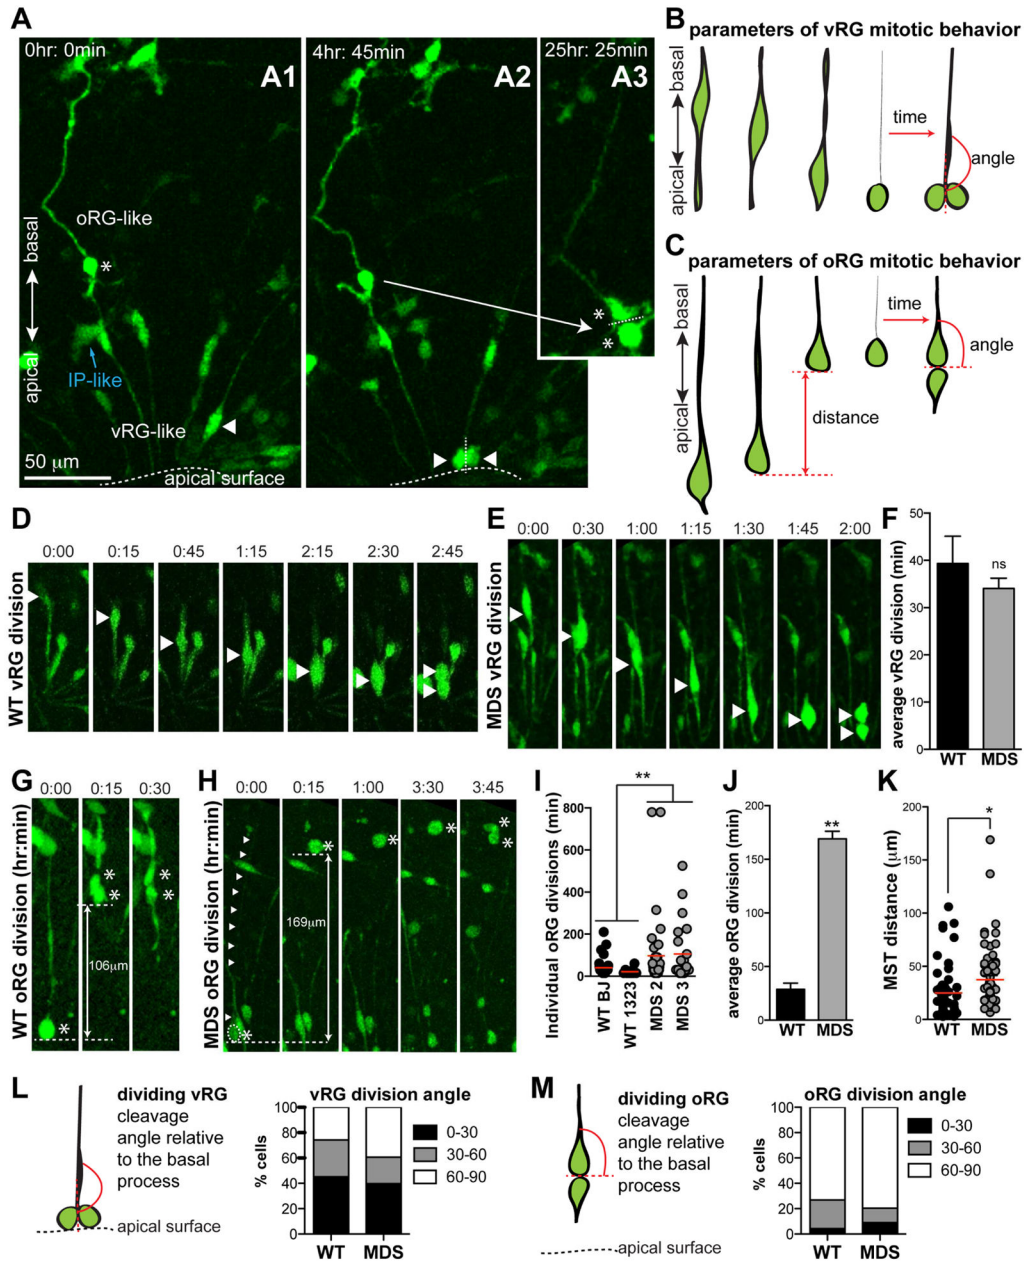 A
0hr: 0min
A1
4hr: 45min
A2
25hr: 25min
A3
oRG-like
*
basal
apical
IP-like
vRG-like
50 μm
apical surface
*
*
B
parameters of vRG mitotic behavior
basal
apical
time
angle
C
parameters of oRG mitotic behavior
basal
apical
time
angle
distance
D
WT vRG division
0:00 0:15 0:45 1:15 2:15 2:30 2:45
E
MDS vRG division
0:00 0:30 1:00 1:15 1:30 1:45 2:00
F
average vRG division (min)
50
40
30
20
10
0
ns
WT MDS
G
WT oRG division (hr:min)
0:00 0:15 0:30
*
*
*
*
*
106μm
H
MDS oRG division (hr:min)
0:00 0:15 1:00 3:30 3:45
*
*
*
*
*
*
169μm
I
Individual oRG divisions (min)
800
600
400
200
0
**
WT BJ
WT 1323
MDS 2
MDS 3
J
average oRG division (min)
200
150
100
50
0
**
WT MDS
K
MST distance (μm)
200
150
100
50
0
*
WT MDS
L
dividing vRG
cleavage
angle relative
to the basal
process
apical surface
vRG division angle
% cells
100
80
60
40
20
0
WT MDS
0-30
30-60
60-90
M
dividing oRG
cleavage
angle relative
to the basal
process
apical surface
oRG division angle
% cells
100
80
60
40
20
0
WT MDS
0-30
30-60
60-90